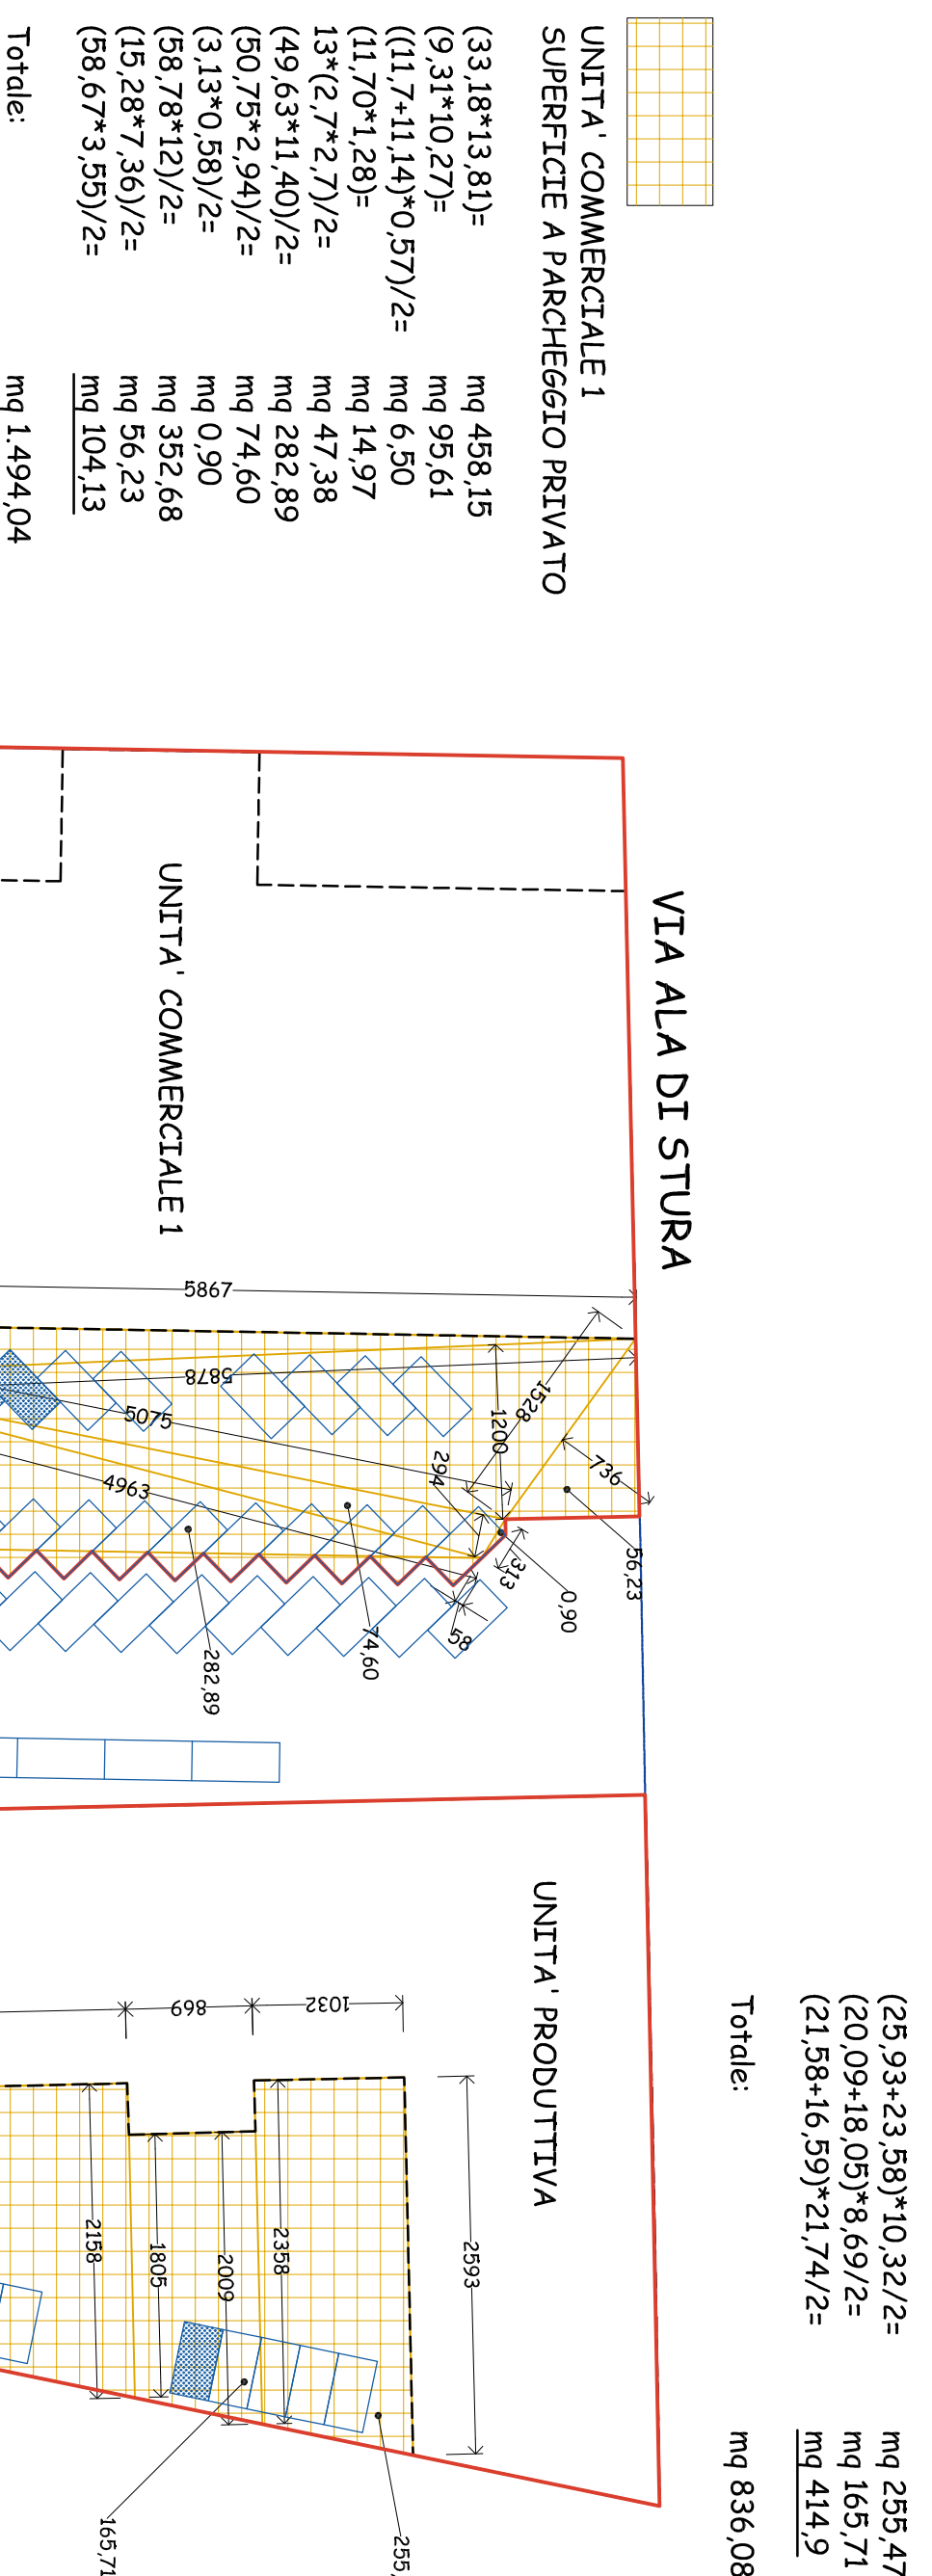 UNITA' COMMERCIALE 1
SUPERFICIE A PARCHEGGIO PRIVATO
(33,18*13,81)= mq 458,15
(9,31*10,27)= mq 95,61
((11,7+11,14)*0,57)/2= mq 6,50
(11,70*1,28)= mq 14,97
13*(2,7*2,7)/2= mq 47,38
(49,63*11,40)/2= mq 282,89
(50,75*2,94)/2= mq 74,60
(3,13*0,58)/2= mq 0,90
(58,78*12)/2= mq 352,68
(15,28*7,36)/2= mq 56,23
(58,67*3,55)/2= mq 104,13
Totale: mq 1.494,04
VIA ALA DI STURA
UNITA' COMMERCIALE 1
5867
5878
5075
4963
1200
1528
294
736
313
58
56,23
0,90
74,60
282,89
UNITA' PRODUTTIVA
(25,93+23,58)*10,32/2= mq 255,47
(20,09+18,05)*8,69/2= mq 165,71
(21,58+16,59)*21,74/2= mq 414,9
Totale: mq 836,08
1032
869
2593
2358
2009
1805
2158
165,71
255,